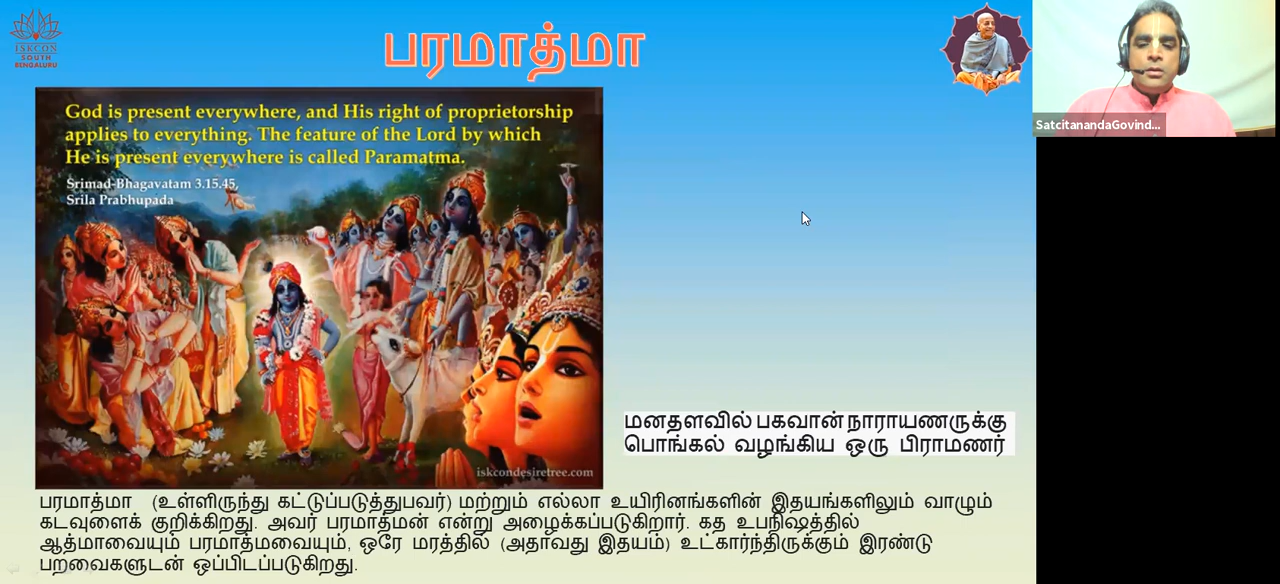 ISKCON
SOUTH
BENGALURU
பரமாத்மா
SatcitanandaGovind...
God is present everywhere, and His right of proprietorship
applies to everything. The feature of the Lord by which
He is present everywhere is called Paramatma.
Srimad-Bhagavatam 3.15.45,
Srila Prabhupada
iskcondesiretree.com
மனதளவில் பகவான் நாராயணருக்கு
பொங்கல் வழங்கிய ஒரு பிராமணர்
பரமாத்மா (உள்ளிருந்து கட்டுப்படுத்துபவர்) மற்றும் எல்லா உயிரினங்களின் இதயங்களிலும் வாழும்
கடவுளைக் குறிக்கிறது. அவர் பரமாத்மன் என்று அழைக்கப்படுகிறார். கத உபநிஷத்தில்
ஆத்மாவையும் பரமாத்மவையும், ஒரே மரத்தில் (அதாவது இதயம்) உட்கார்ந்திருக்கும் இரண்டு
பறவைகளுடன் ஒப்பிடப்படுகிறது.